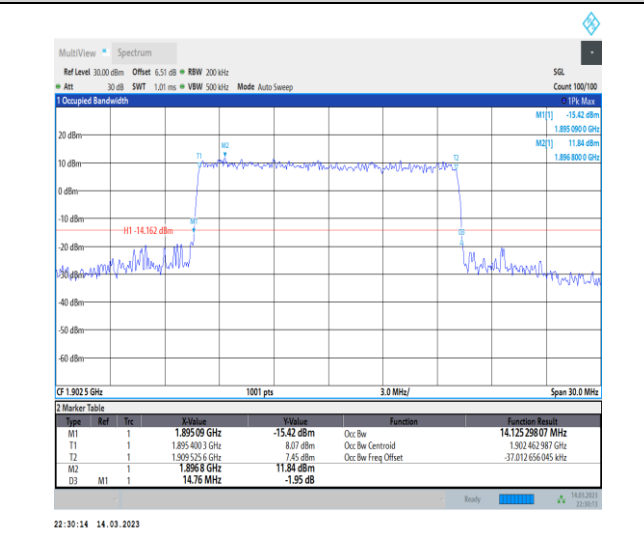 MultiView Spectrum
Ref Level 30.00 dBm Offset 6.51 dB RBW 200 kHz SGL
Att 30 dB SWT 1.01 ms VBW 500 kHz Mode Auto Sweep Count 100/100
1 Occupied Bandwidth 1Pk Max
M1[1] -15.42 dBm
1.895 090 0 GHz
M2[1] 11.84 dBm
1.896 800 0 GHz
20 dBm
M2
T1 T2
10 dBm
0 dBm
-10 dBm
M1
H1 -14.162 dBm
D3
-20 dBm
-30 dBm
-40 dBm
-50 dBm
-60 dBm
CF 1.902 5 GHz 1001 pts 3.0 MHz/ Span 30.0 MHz
2 Marker Table
Type Ref Trc X-Value Y-Value Function Function Result
M1 1 1.895 09 GHz -15.42 dBm Occ Bw 14.125 298 07 MHz
T1 1 1.895 400 3 GHz 8.07 dBm Occ Bw Centroid 1.902 462 987 GHz
T2 1 1.909 525 6 GHz 7.45 dBm Occ Bw Freq Offset -37.012 656 045 kHz
M2 1 1.896 8 GHz 11.84 dBm
D3 M1 1 14.76 MHz -1.95 dB
Ready 14.03.2023
22:30:13
22:30:14 14.03.2023